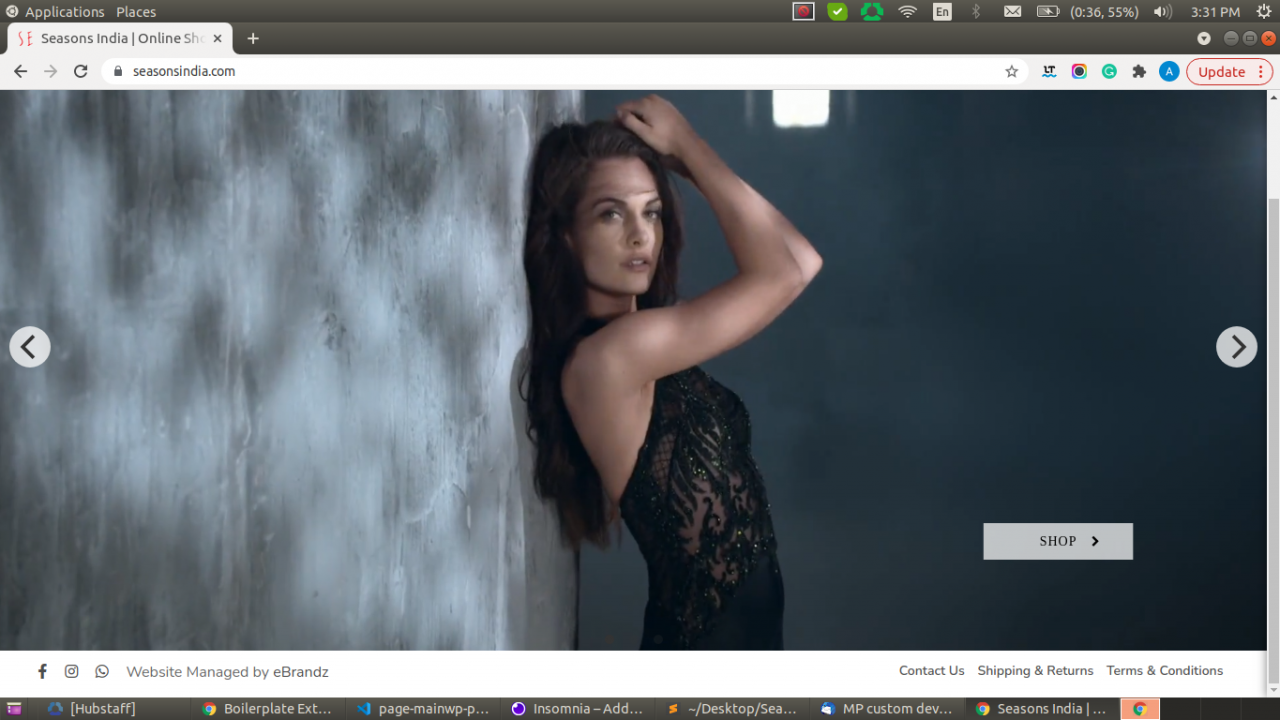 Applications Places
En
(0:36, 55%)
3:31 PM
SE Seasons India | Online Sho
seasonsindia.com
LT
G
A
Update
SHOP
Website Managed by eBrandz
Contact Us Shipping & Returns Terms & Conditions
[Hubstaff]
Boilerplate Ext...
page-mainwp-p...
Insomnia – Add...
~/Desktop/Sea...
MP custom dev...
Seasons India | ...